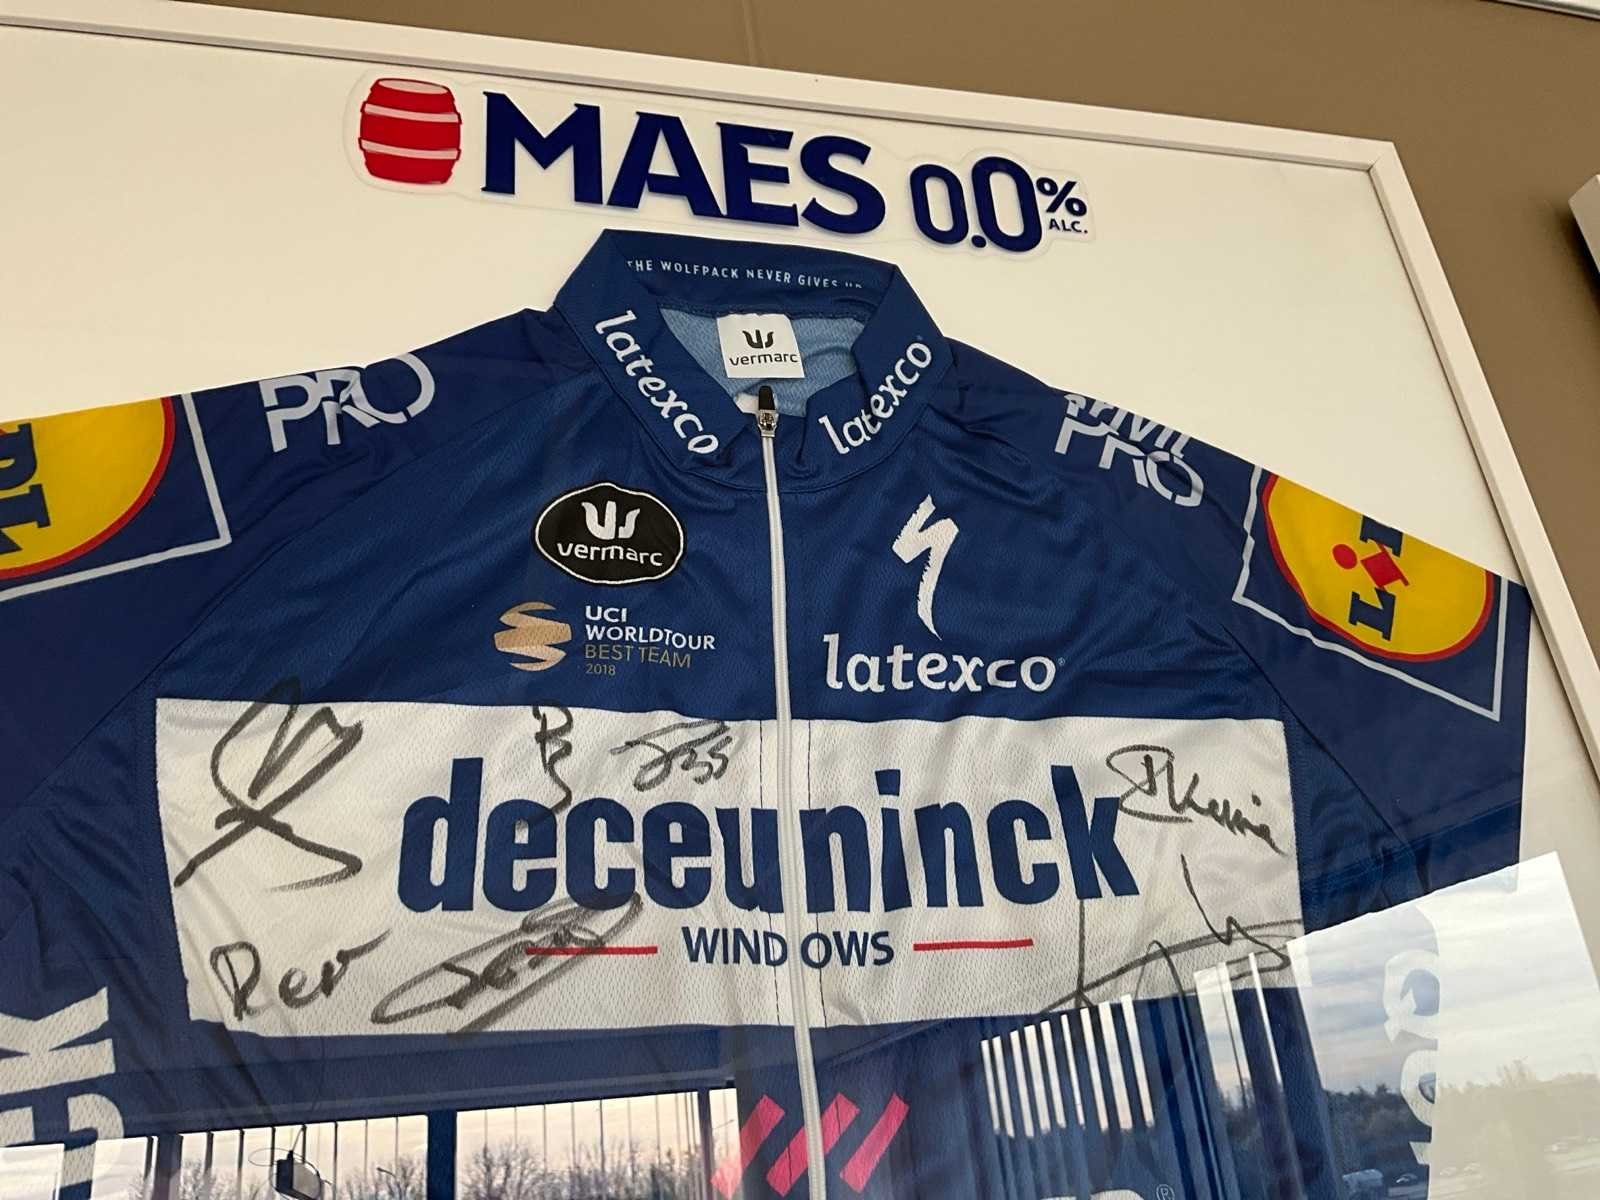 MAES 0.0% ALC.
THE WOLFPACK NEVER GIVES UP
latexco
latexco
vermarc
PRO
PRO
vermarc
UCI
WORLDTOUR
BEST TEAM
2018
latexco
LIDL
deceuninck
WINDOWS